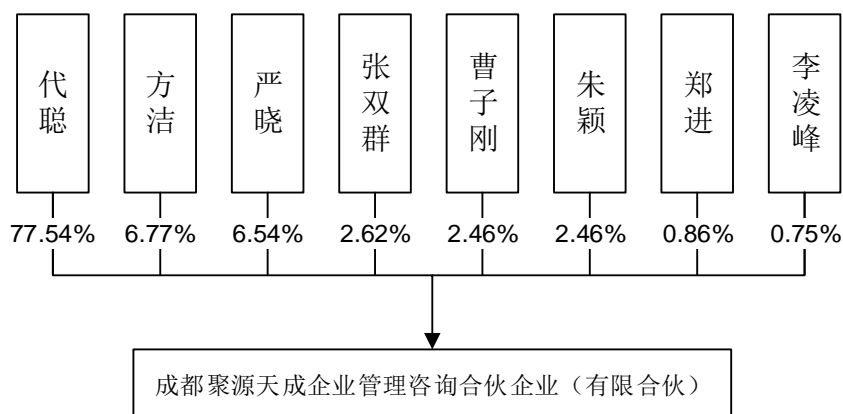 代聪
方洁
严晓
张双群
曹子刚
朱颖
郑进
李凌峰
77.54% 6.77% 6.54% 2.62% 2.46% 2.46% 0.86% 0.75%
成都聚源天成企业管理咨询合伙企业（有限合伙）